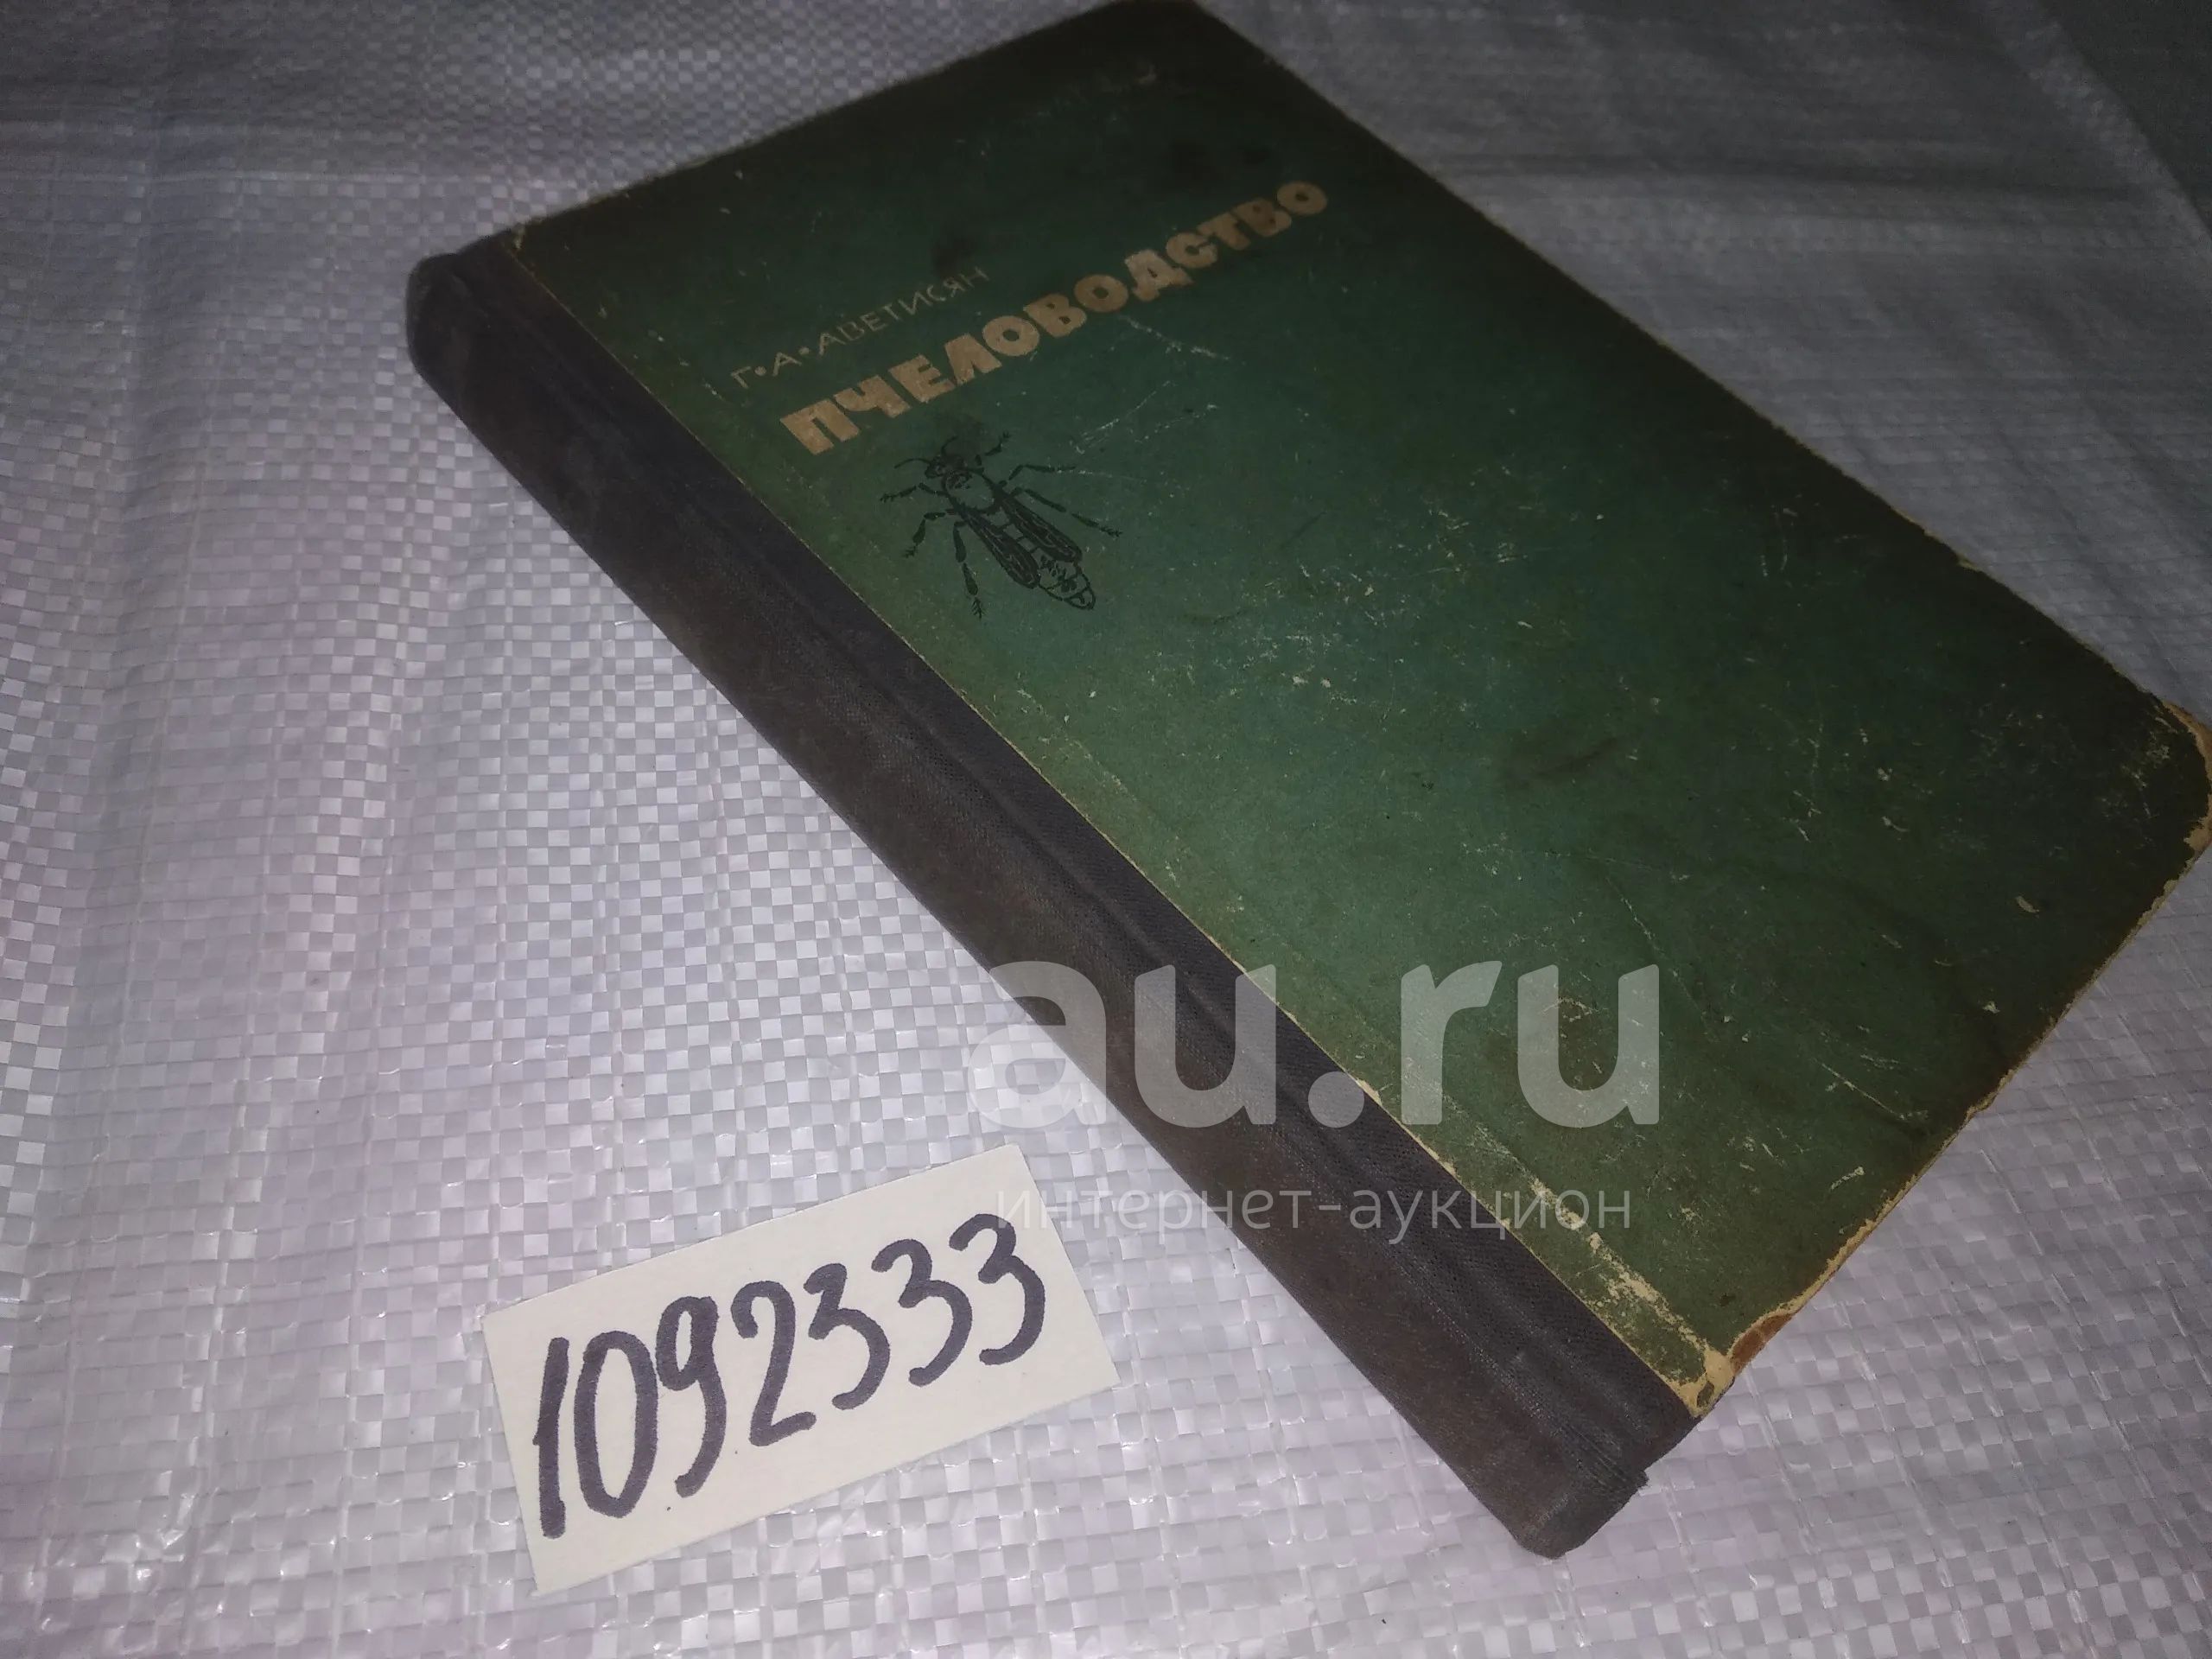 Г•А•АВЕТИСЯН
ПЧЕЛОВОДСТВО
au.ru
интернет-аукцион
1092333